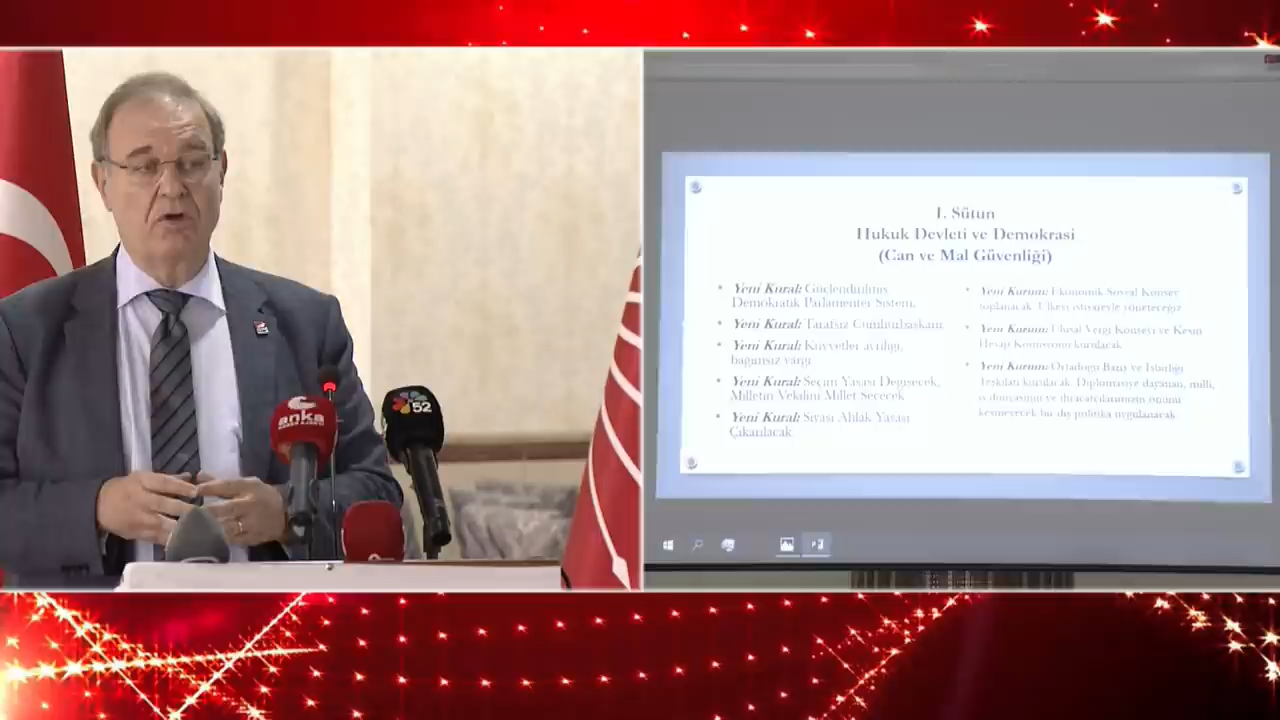 anka
HABER AJANSI
52
I. Sütun
Hukuk Devleti ve Demokrasi
(Can ve Mal Güvenliği)
• Yeni Kural: Güçlendirilmiş
Demokratik Parlamenter Sistem.
• Yeni Kural: Tarafsız Cumhurbaşkanı
• Yeni Kural: Kuvvetler ayrılığı,
bağımsız yargı
• Yeni Kural: Seçim Yasası Değişecek,
Milletin Vekilini Millet Seçecek
• Yeni Kural: Siyasi Ahlak Yasası
Çıkarılacak
• Yeni Kurum: Ekonomik Sosyal Konsey
toplanacak. Ülkeyi istişareyle yöneteceğiz
• Yeni Kurum: Ulusal Vergi Konseyi ve Kesin
Hesap Komisyonu kurulacak
• Yeni Kurum: Ortadoğu Barış ve İşbirliği
Teşkilatı kurulacak. Diplomasiye dayanan, milli,
iş dünyasının ve ihracatçılarımızın önünü
kesmeyecek bir dış politika uygulanacak